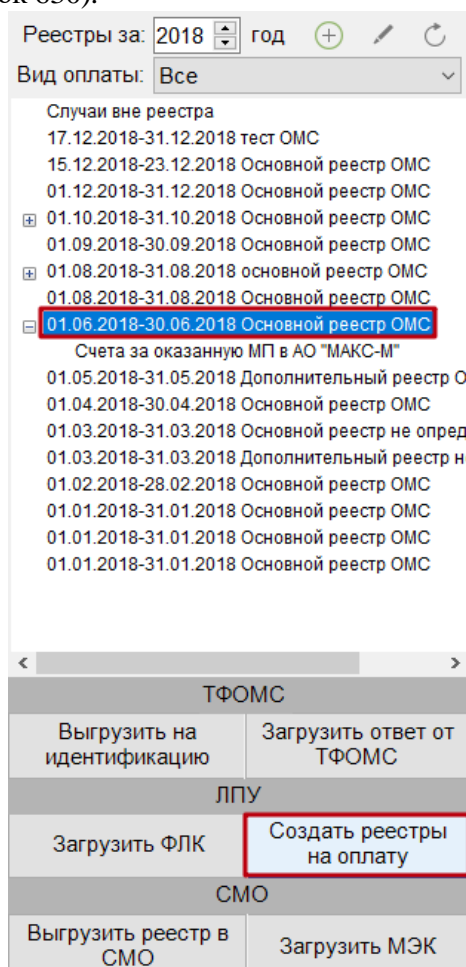 Реестры за: 2018 год
Вид оплаты: Все
Случаи вне реестра
17.12.2018-31.12.2018 тест ОМС
15.12.2018-23.12.2018 Основной реестр ОМС
01.12.2018-31.12.2018 Основной реестр ОМС
01.10.2018-31.10.2018 Основной реестр ОМС
01.09.2018-30.09.2018 Основной реестр ОМС
01.08.2018-31.08.2018 основной реестр ОМС
01.08.2018-31.08.2018 Основной реестр ОМС
01.06.2018-30.06.2018 Основной реестр ОМС
Счета за оказанную МП в АО "МАКС-М"
01.05.2018-31.05.2018 Дополнительный реестр О
01.04.2018-30.04.2018 Основной реестр ОМС
01.03.2018-31.03.2018 Основной реестр не опред
01.03.2018-31.03.2018 Дополнительный реестр н
01.02.2018-28.02.2018 Основной реестр ОМС
01.01.2018-31.01.2018 Основной реестр ОМС
01.01.2018-31.01.2018 Основной реестр ОМС
01.01.2018-31.01.2018 Основной реестр ОМС
ТФОМС
Выгрузить на идентификацию
Загрузить ответ от ТФОМС
ЛПУ
Загрузить ФЛК
Создать реестры на оплату
СМО
Выгрузить реестр в СМО
Загрузить МЭК